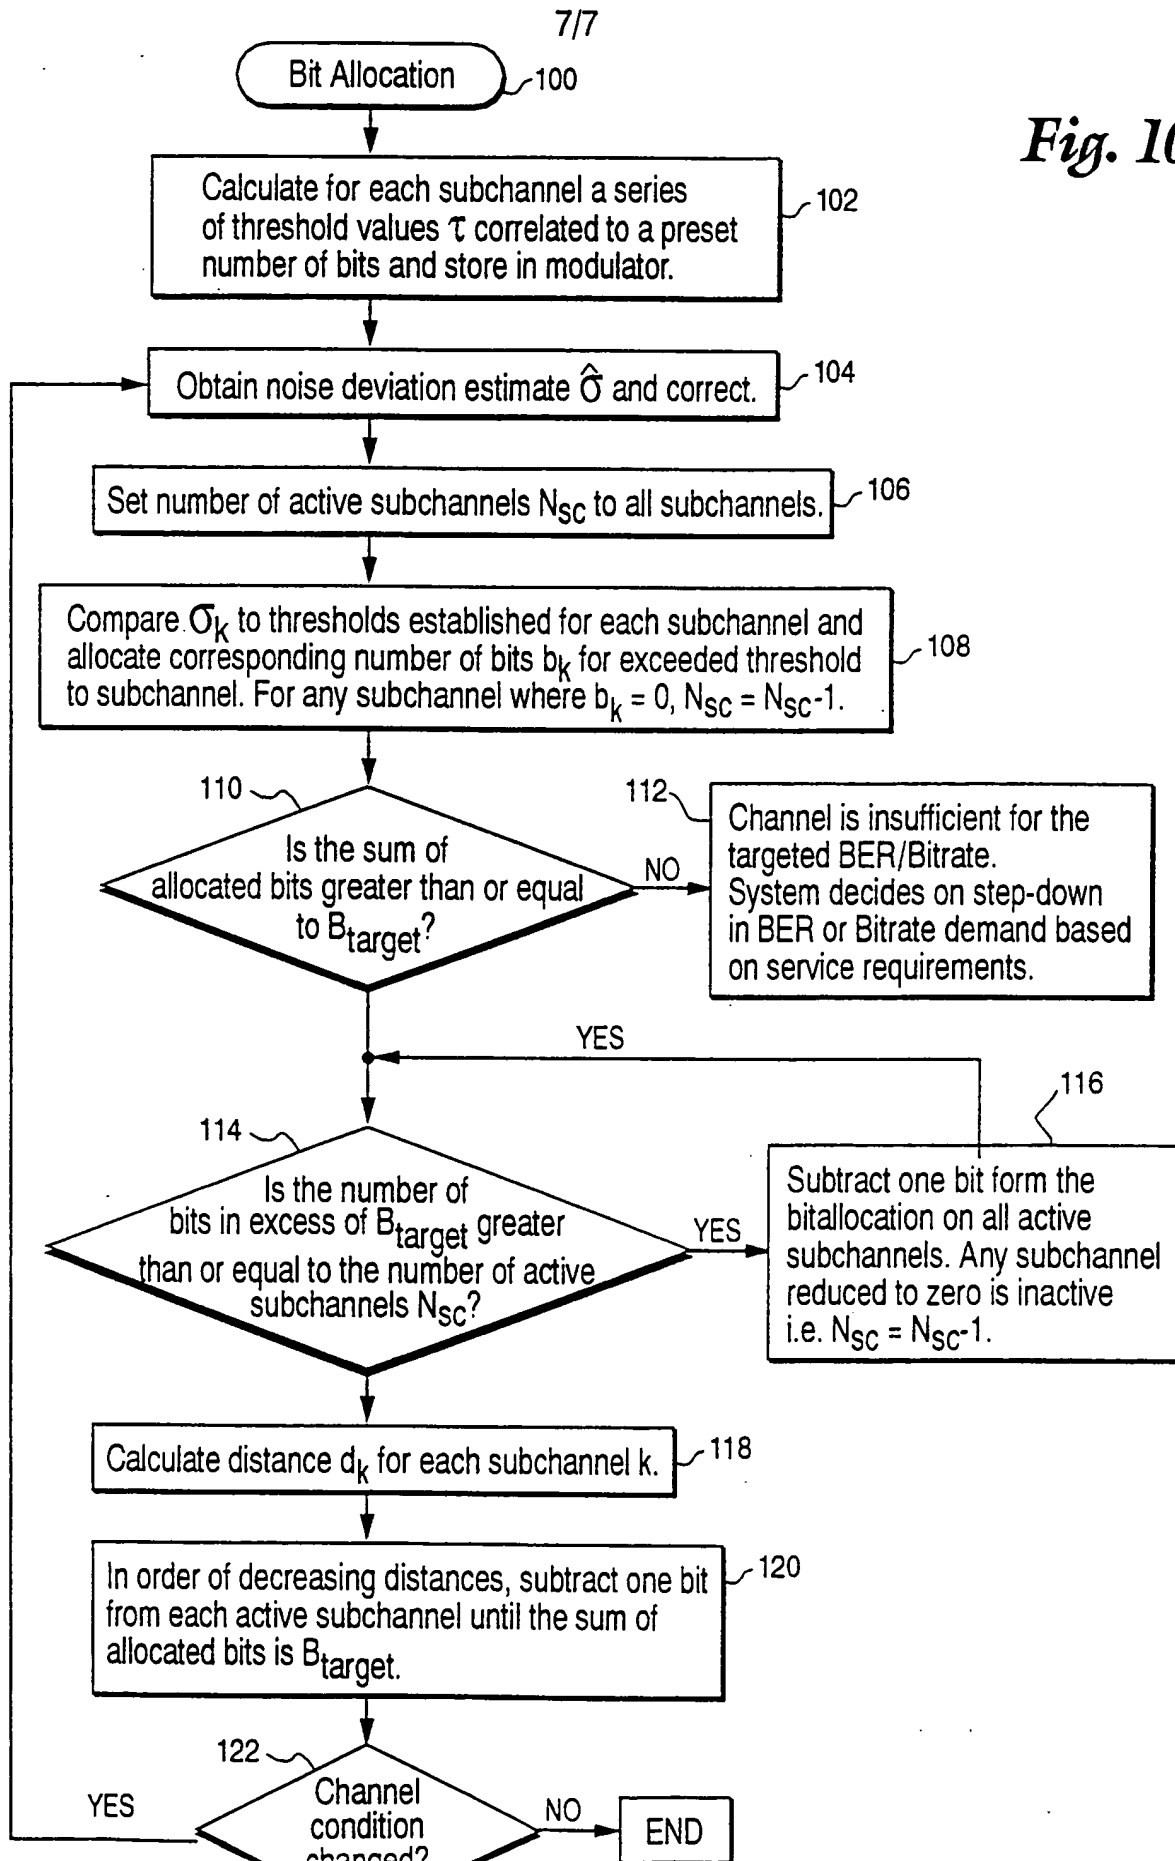 7/7
Bit Allocation
100
Fig. 10
Calculate for each subchannel a series
of threshold values τ correlated to a preset
number of bits and store in modulator.
102
Obtain noise deviation estimate σ̂ and correct.
104
Set number of active subchannels NSC to all subchannels.
106
Compare σk to thresholds established for each subchannel and
allocate corresponding number of bits bk for exceeded threshold
to subchannel. For any subchannel where bk = 0, NSC = NSC-1.
108
110
Is the sum of
allocated bits greater than or equal
to Btarget?
NO
112
Channel is insufficient for the
targeted BER/Bitrate.
System decides on step-down
in BER or Bitrate demand based
on service requirements.
YES
114
Is the number of
bits in excess of Btarget greater
than or equal to the number of active
subchannels NSC?
YES
116
Subtract one bit form the
bitallocation on all active
subchannels. Any subchannel
reduced to zero is inactive
i.e. NSC = NSC-1.
Calculate distance dk for each subchannel k.
118
In order of decreasing distances, subtract one bit
from each active subchannel until the sum of
allocated bits is Btarget.
120
122
Channel
condition
changed?
YES
NO
END